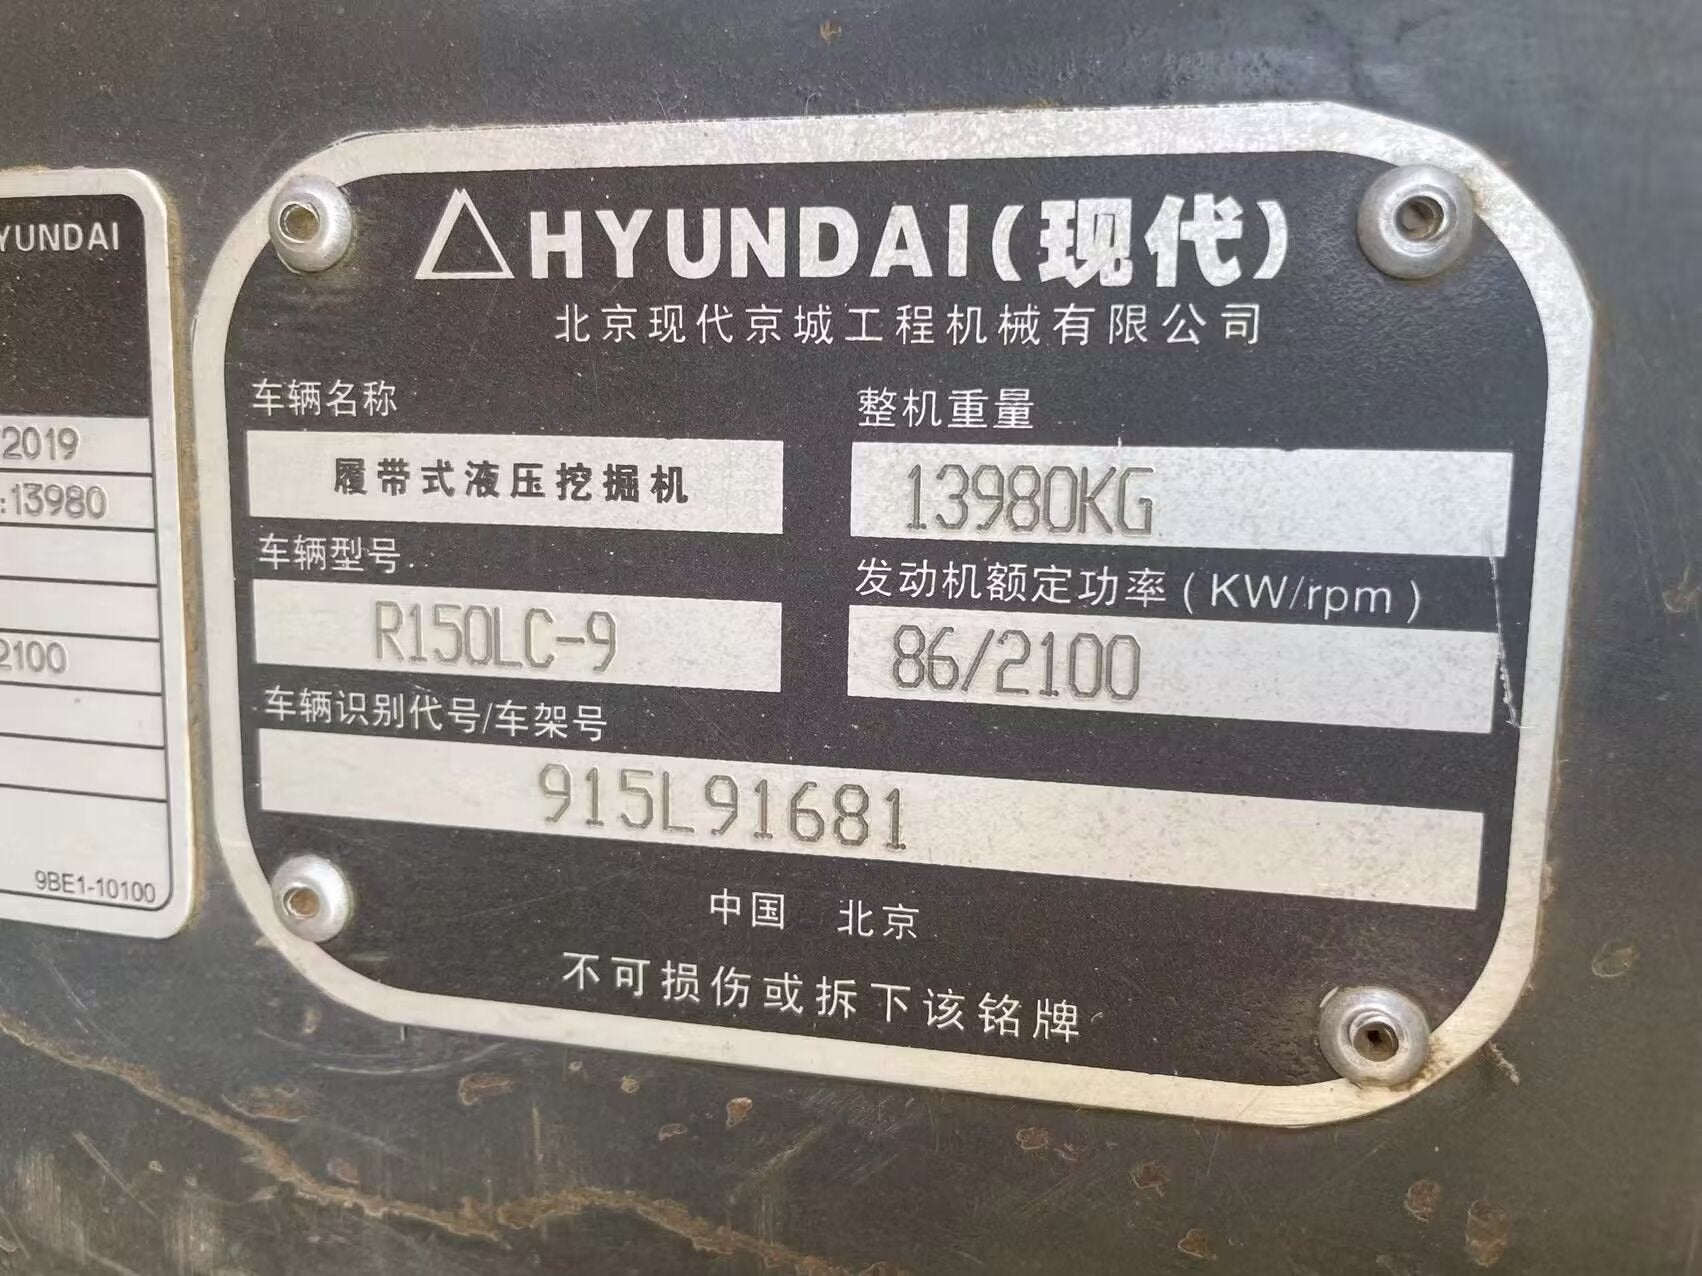 HYUNDAI(现代)
北京现代京城工程机械有限公司
车辆名称
履带式液压挖掘机
整机重量
13980KG
车辆型号
R150LC-9
发动机额定功率(KW/rpm)
86/2100
车辆识别代号/车架号
915L91681
中国 北京
不可损伤或拆下该铭牌
YUNDAI
2019
:13980
2100
9BE1-10100